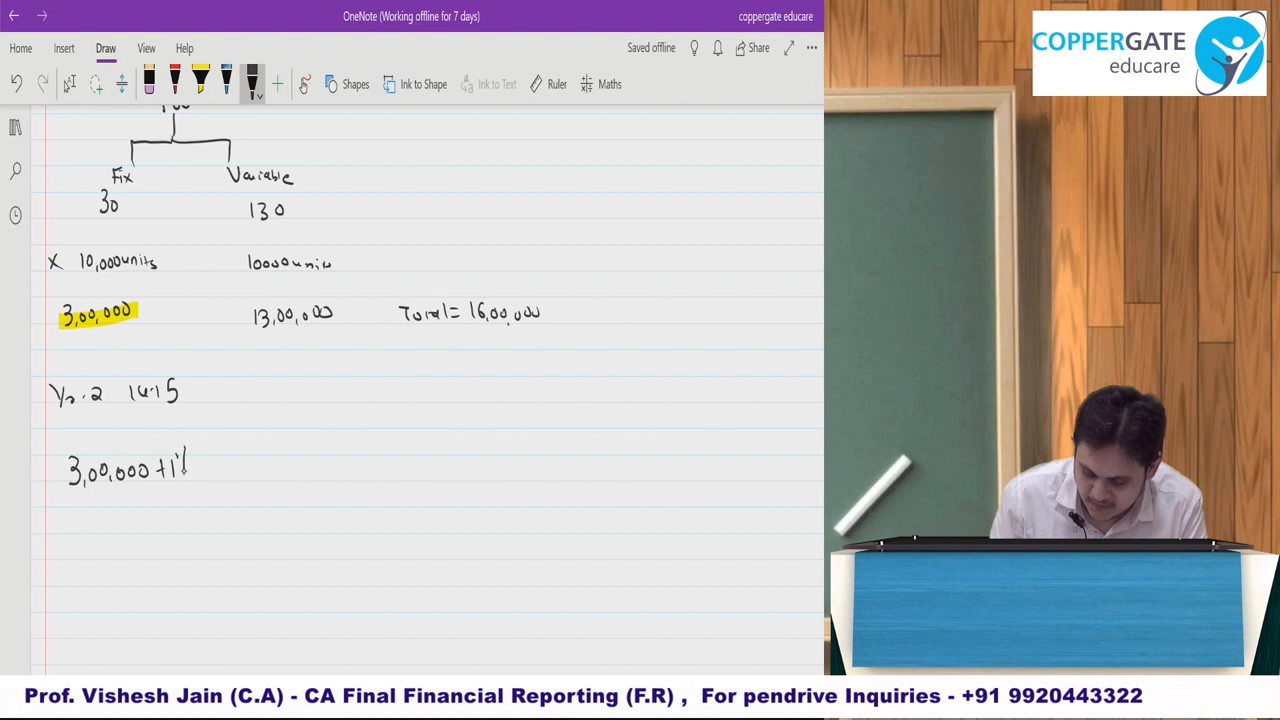 OneNote (Working offline for 7 days)
coppergate educare
Home Insert Draw View Help
Saved offline
Share
Shapes
Ink to Shape
Ink to Text
Ruler
Maths
COPPERGATE
educare
Fix Variable
30 130
x 10,000units 10000units
3,00,000 13,00,000 Total = 16,00,000
Yr.2 14-15
3,00,000 + 1%
Prof. Vishesh Jain (C.A) - CA Final Financial Reporting (F.R) , For pendrive Inquiries - +91 9920443322